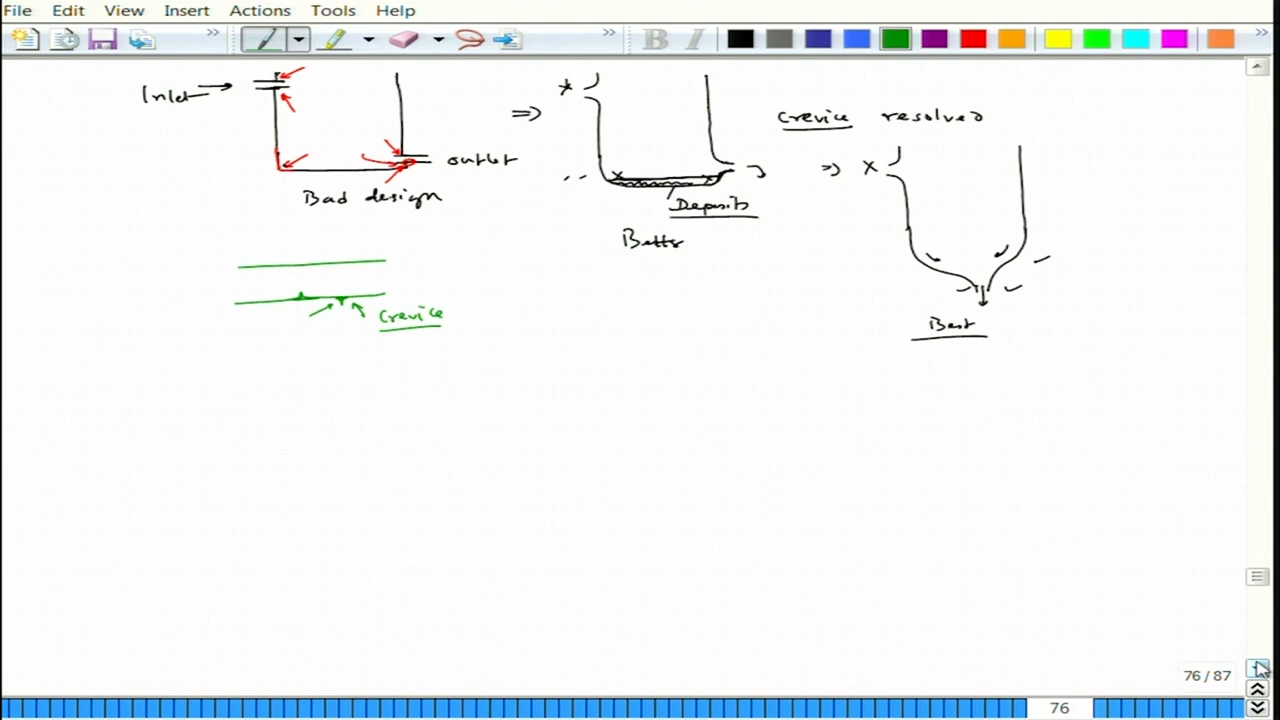 File Edit View Insert Actions Tools Help
B I
Inlet
outlet
Bad design
Deposits
Better
crevice resolved
Best
crevice
76 / 87
76